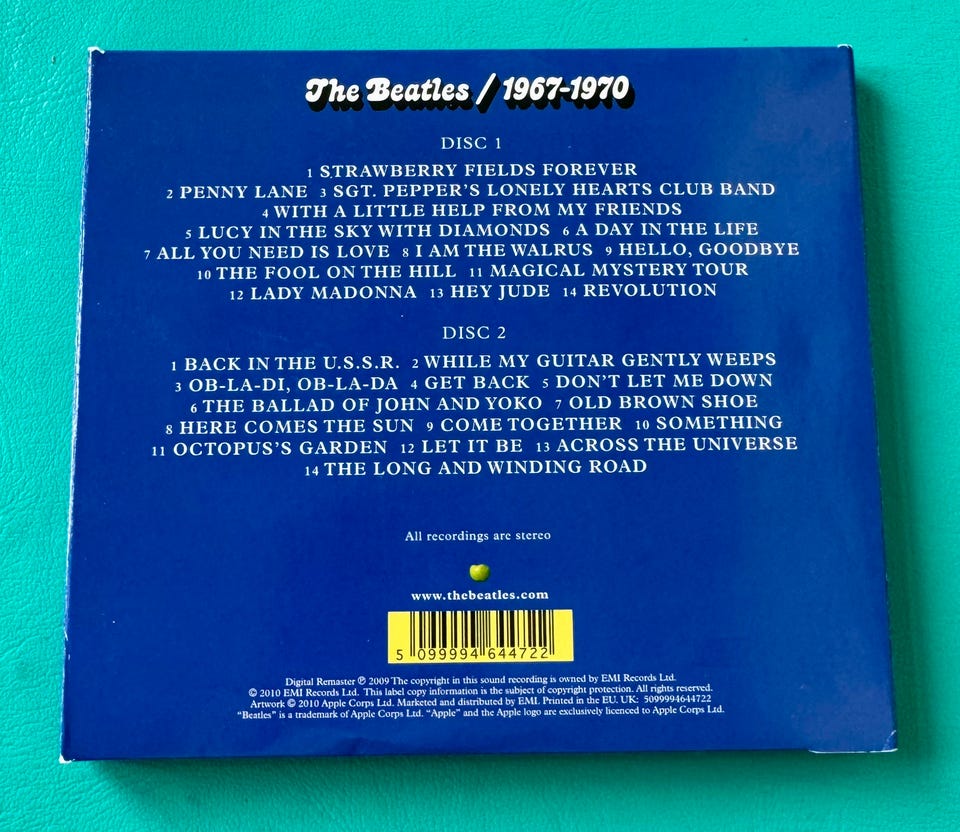 The Beatles / 1967-1970
DISC 1
1 STRAWBERRY FIELDS FOREVER
2 PENNY LANE 3 SGT. PEPPER'S LONELY HEARTS CLUB BAND
4 WITH A LITTLE HELP FROM MY FRIENDS
5 LUCY IN THE SKY WITH DIAMONDS 6 A DAY IN THE LIFE
7 ALL YOU NEED IS LOVE 8 I AM THE WALRUS 9 HELLO, GOODBYE
10 THE FOOL ON THE HILL 11 MAGICAL MYSTERY TOUR
12 LADY MADONNA 13 HEY JUDE 14 REVOLUTION
DISC 2
1 BACK IN THE U.S.S.R. 2 WHILE MY GUITAR GENTLY WEEPS
3 OB-LA-DI, OB-LA-DA 4 GET BACK 5 DON'T LET ME DOWN
6 THE BALLAD OF JOHN AND YOKO 7 OLD BROWN SHOE
8 HERE COMES THE SUN 9 COME TOGETHER 10 SOMETHING
11 OCTOPUS'S GARDEN 12 LET IT BE 13 ACROSS THE UNIVERSE
14 THE LONG AND WINDING ROAD
All recordings are stereo
www.thebeatles.com
5 099994 644722
Digital Remaster ℗ 2009 The copyright in this sound recording is owned by EMI Records Ltd.
© 2010 EMI Records Ltd. This label copy information is the subject of copyright protection. All rights reserved.
Artwork © 2010 Apple Corps Ltd. Marketed and distributed by EMI. Printed in the EU. UK: 5099994644722
"Beatles" is a trademark of Apple Corps Ltd. "Apple" and the Apple logo are exclusively licenced to Apple Corps Ltd.